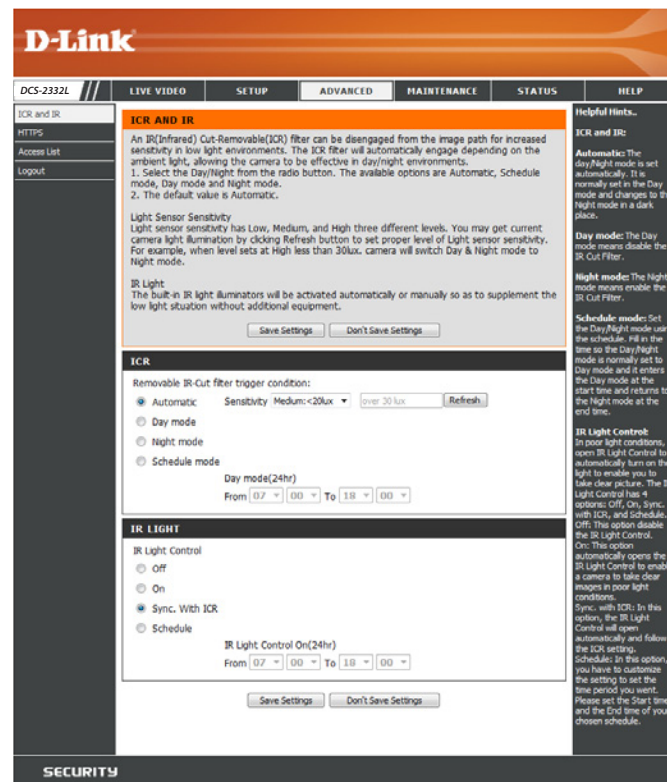 D-Link
DCS-2332L
LIVE VIDEO
SETUP
ADVANCED
MAINTENANCE
STATUS
HELP
ICR and IR
HTTPS
Access List
Logout
ICR AND IR
An IR(Infrared) Cut-Removable(ICR) filter can be disengaged from the image path for increased
sensitivity in low light environments. The ICR filter will automatically engage depending on the
ambient light, allowing the camera to be effective in day/night environments.
1. Select the Day/Night from the radio button. The available options are Automatic, Schedule
mode, Day mode and Night mode.
2. The default value is Automatic.
Light Sensor Sensitivity
Light sensor sensitivity has Low, Medium, and High three different levels. You may get current
camera light illumination by clicking Refresh button to set proper level of Light sensor sensitivity.
For example, when level sets at High less than 30lux. camera will switch Day & Night mode to
Night mode.
IR Light
The built-in IR light illuminators will be activated automatically or manually so as to supplement the
low light situation without additional equipment.
Save Settings Don't Save Settings
ICR
Removable IR-Cut filter trigger condition:
Automatic Sensitivity Medium:<20lux over 30 lux Refresh
Day mode
Night mode
Schedule mode
Day mode(24hr)
From 07 00 To 18 00
IR LIGHT
IR Light Control
Off
On
Sync. With ICR
Schedule
IR Light Control On(24hr)
From 07 00 To 18 00
Save Settings Don't Save Settings
Helpful Hints..
ICR and IR:
Automatic: The
day/Night mode is set
automatically. It is
normally set in the Day
mode and changes to th
Night mode in a dark
place.
Day mode: The Day
mode means disable the
IR Cut Filter.
Night mode: The Night
mode means enable the
IR Cut Filter.
Schedule mode: Set
the Day/Night mode usin
the schedule. Fill in the
time so the Day/Night
mode is normally set to
Day mode and it enters
the Day mode at the
start time and returns to
the Night mode at the
end time.
IR Light Control:
In poor light conditions,
open IR Light Control to
automatically turn on the
light to enable you to
take clear picture. The I
Light Control has 4
options: Off, On, Sync.
with ICR, and Schedule.
Off: This option disable
the IR Light Control.
On: This option
automatically opens the
IR Light Control to enab
a camera to take clear
images in poor light
conditions.
Sync. with ICR: In this
option, the IR Light
Control will open
automatically and follow
the ICR setting.
Schedule: In this option,
you have to customize
the setting to set the
time period you went.
Please set the Start time
and the End time of you
chosen schedule.
SECURITY